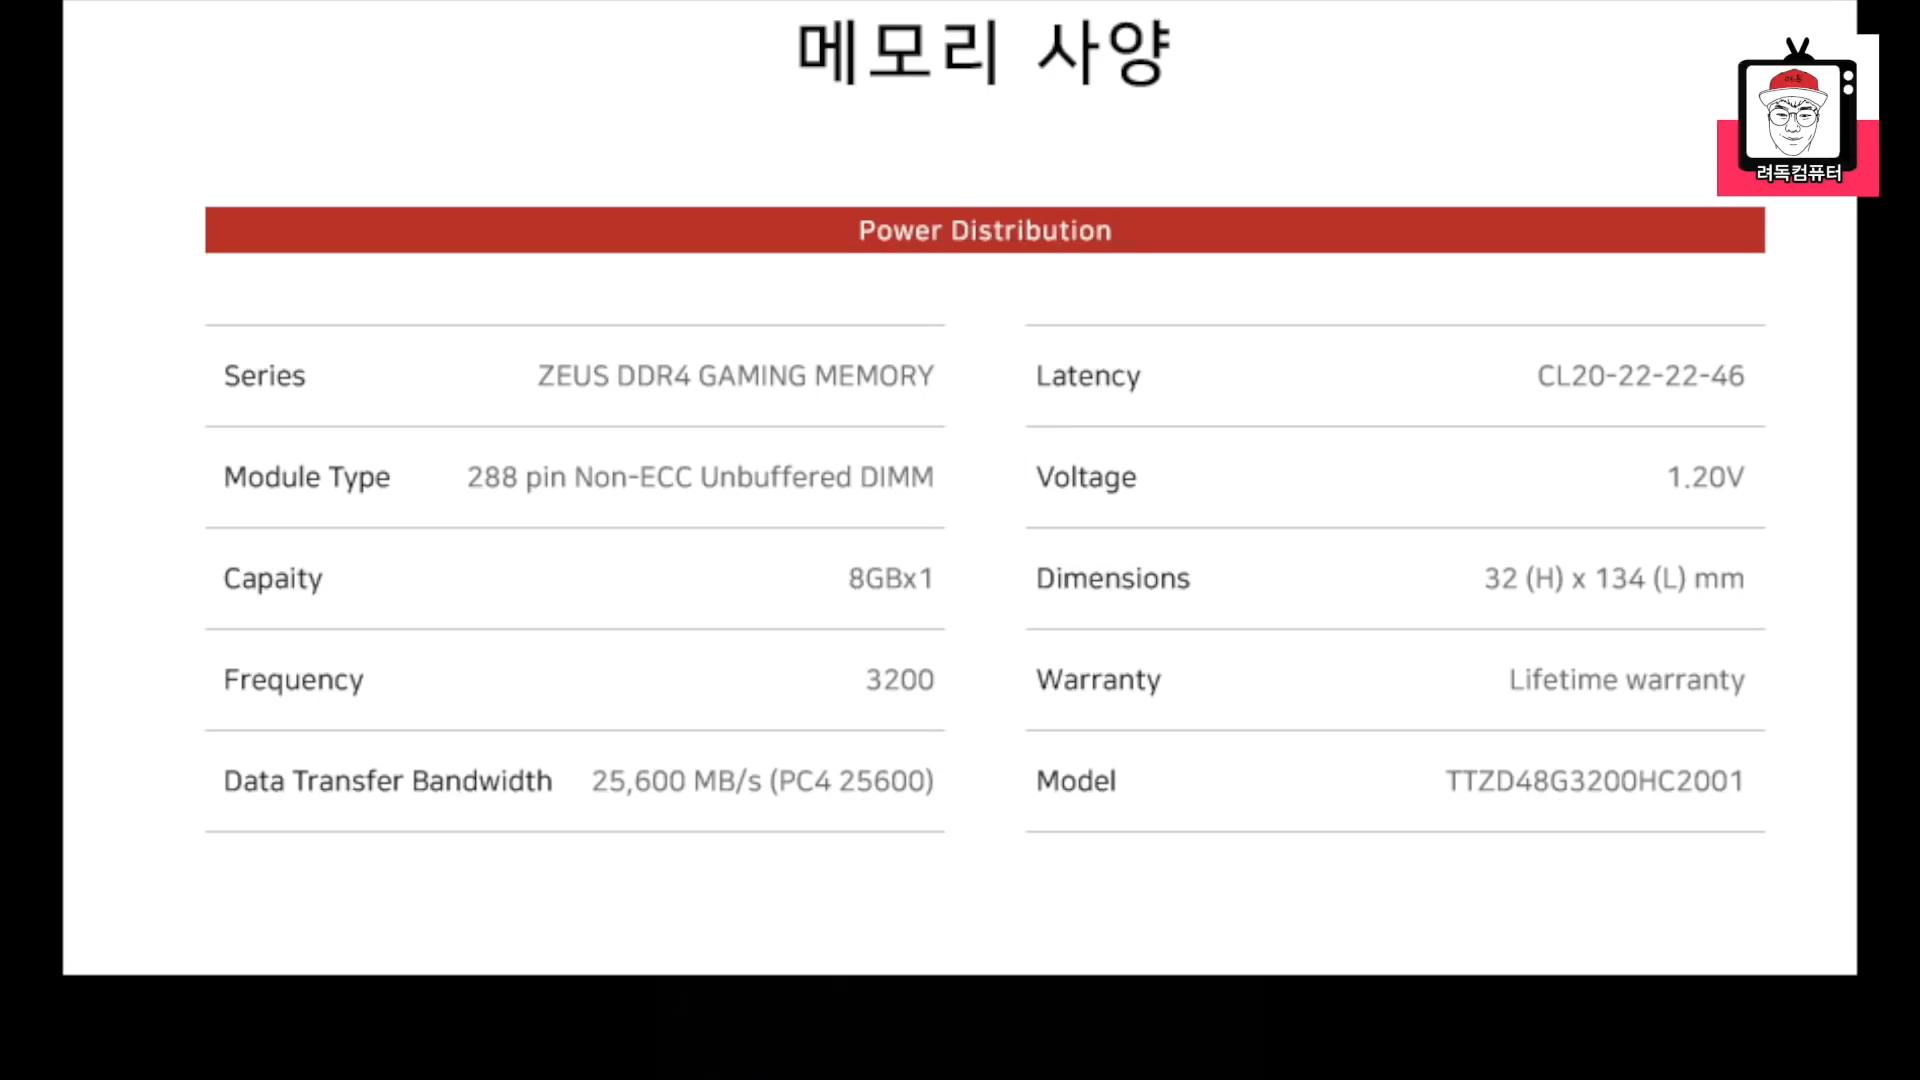 메모리 사양
려독컴퓨터
Power Distribution
Series ZEUS DDR4 GAMING MEMORY
Module Type 288 pin Non-ECC Unbuffered DIMM
Capaity 8GBx1
Frequency 3200
Data Transfer Bandwidth 25,600 MB/s (PC4 25600)
Latency CL20-22-22-46
Voltage 1.20V
Dimensions 32 (H) x 134 (L) mm
Warranty Lifetime warranty
Model TTZD48G3200HC2001